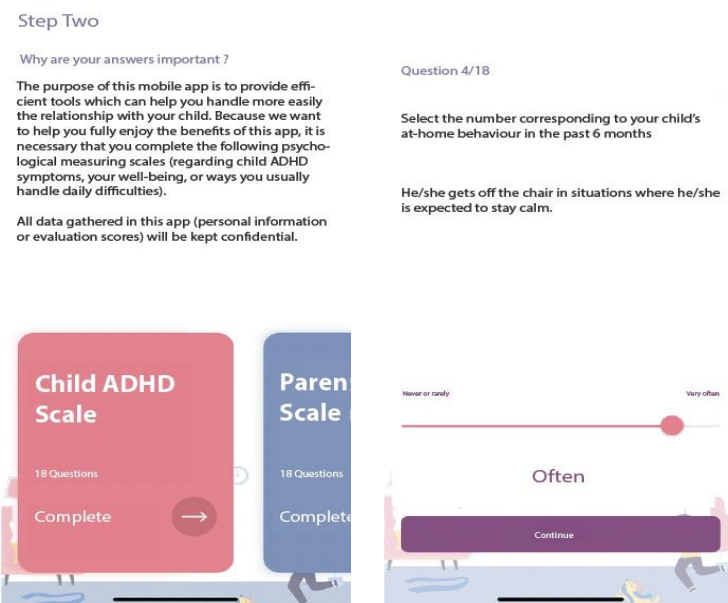 Step Two
Why are your answers important ?
The purpose of this mobile app is to provide effi-
cient tools which can help you handle more easily
the relationship with your child. Because we want
to help you fully enjoy the benefits of this app, it is
necessary that you complete the following psycho-
logical measuring scales (regarding child ADHD
symptoms, your well-being, or ways you usually
handle daily difficulties).
All data gathered in this app (personal information
or evaluation scores) will be kept confidential.
Child ADHD
Scale
18 Questions
Complete
Paren
Scale
18 Questions
Complete
Question 4/18
Select the number corresponding to your child's
at-home behaviour in the past 6 months
He/she gets off the chair in situations where he/she
is expected to stay calm.
Never or rarely
Very often
Often
Continue